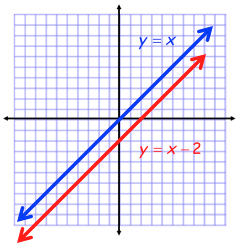 y = x
y = x - 2